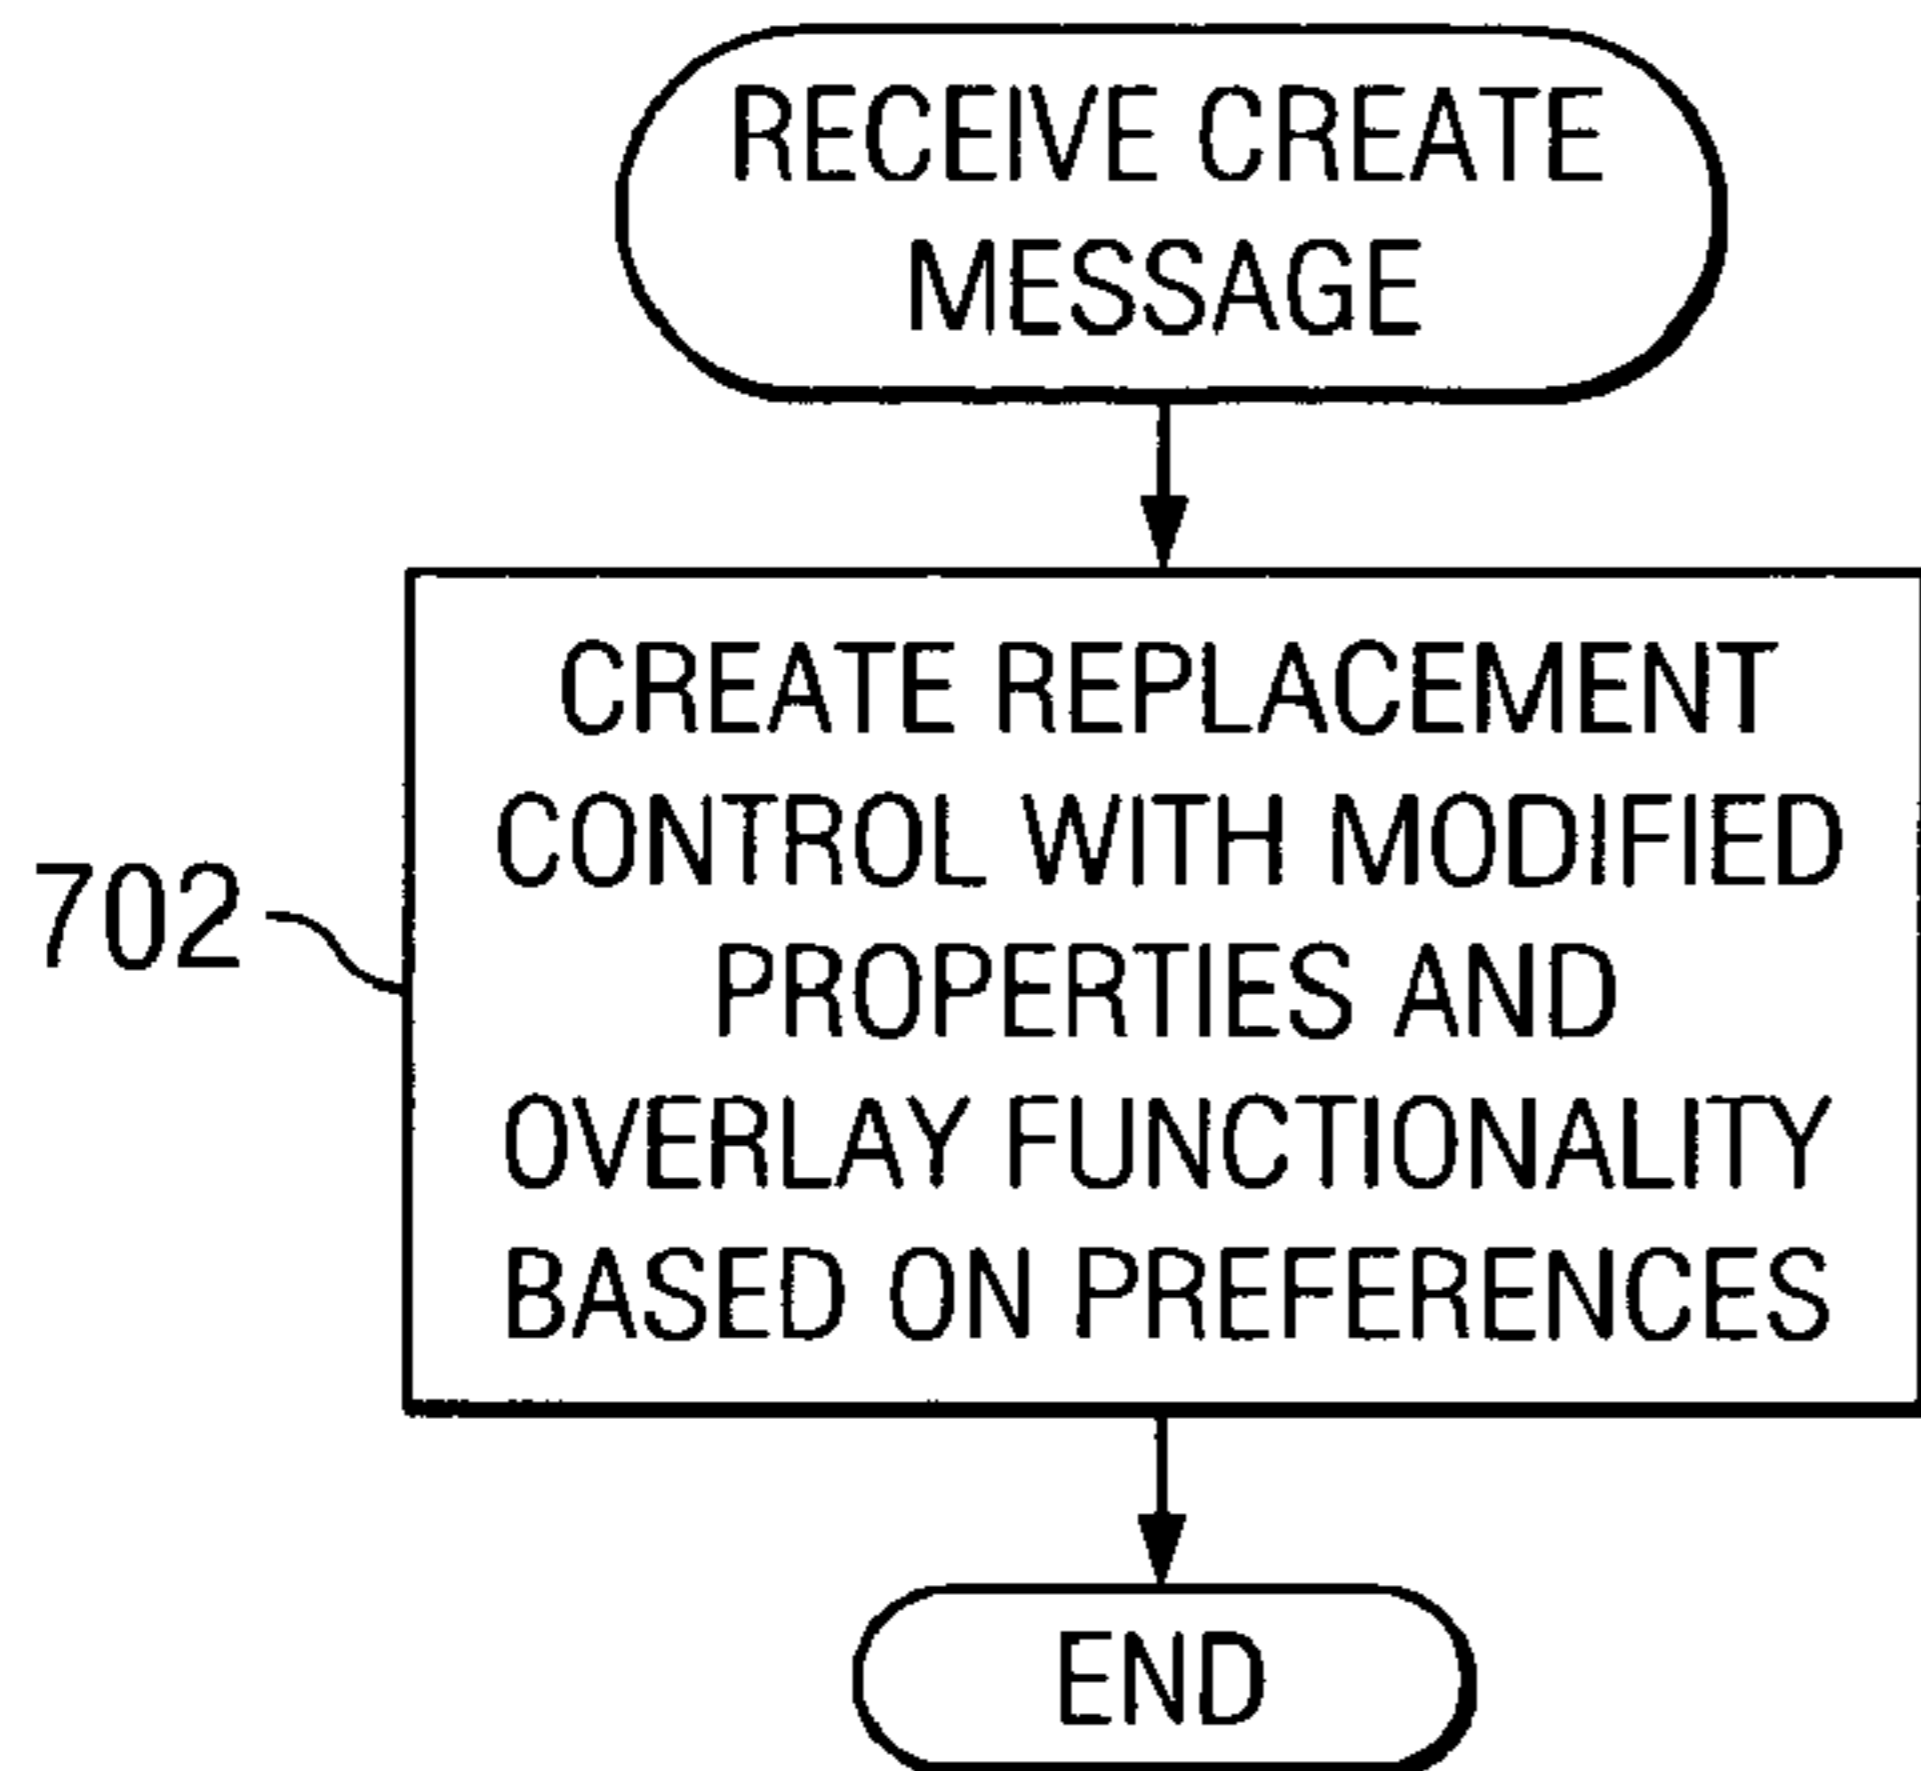 RECEIVE CREATE
MESSAGE
CREATE REPLACEMENT
CONTROL WITH MODIFIED
PROPERTIES AND
OVERLAY FUNCTIONALITY
BASED ON PREFERENCES
702
END